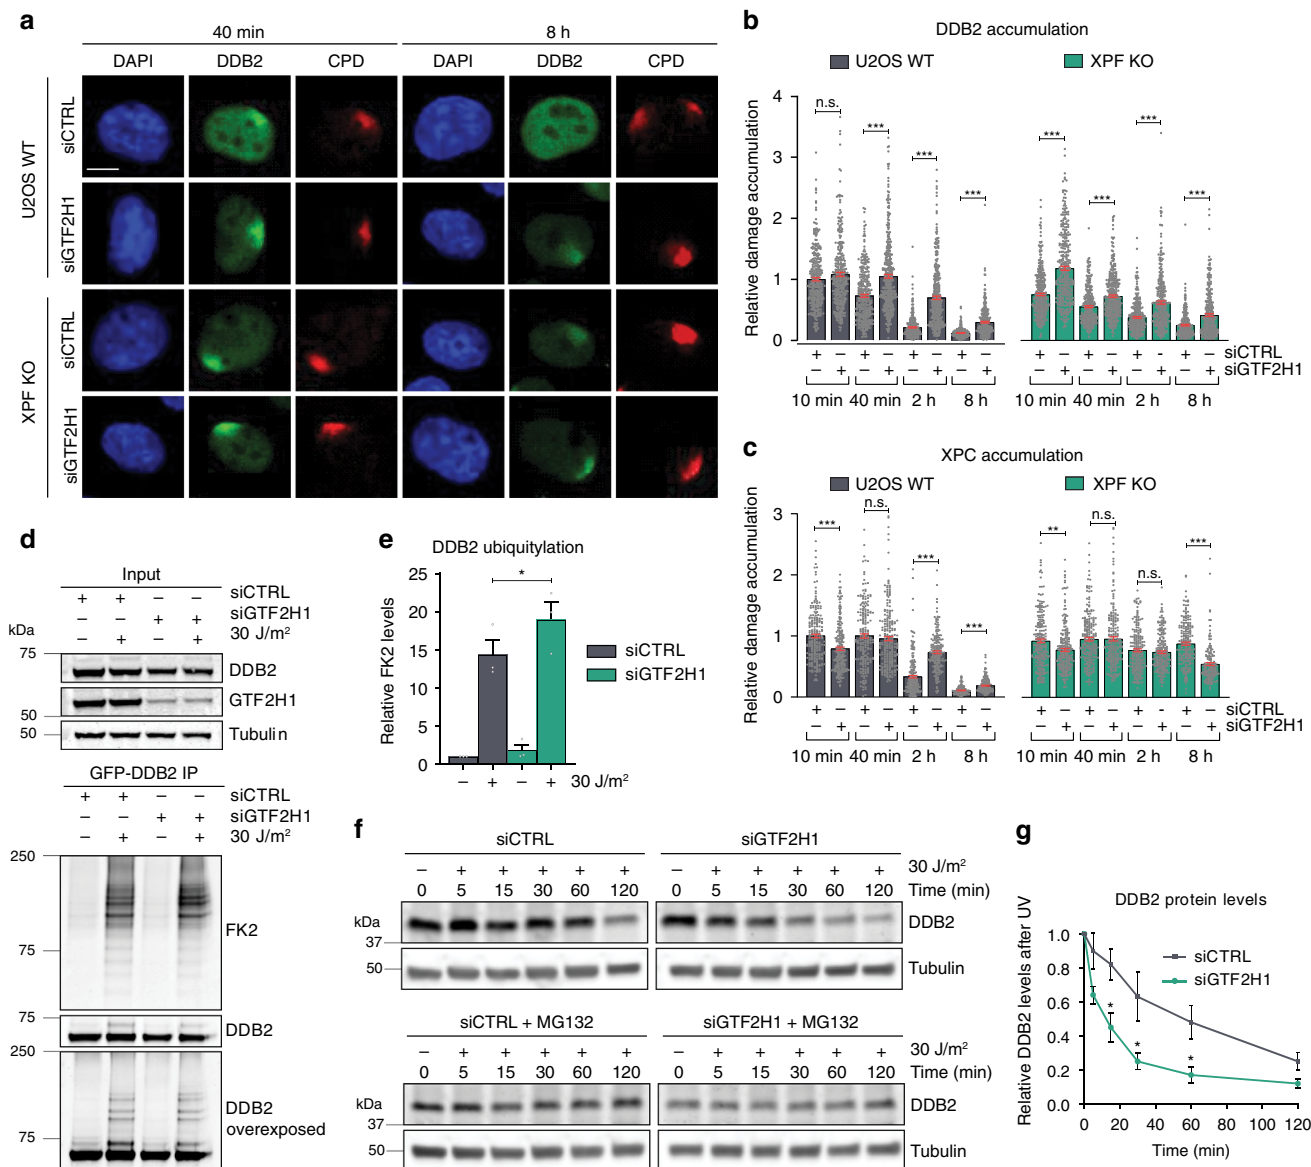 a
40 min
8 h
DAPI
DDB2
CPD
DAPI
DDB2
CPD
U2OS WT
siCTRL
siGTF2H1
XPF KO
siCTRL
siGTF2H1
b
DDB2 accumulation
U2OS WT
XPF KO
Relative damage accumulation
4
3
2
1
0
n.s.
***
***
***
***
***
***
***
+ – + – + – + –
+ – + – + - + –
siCTRL
– + – + – + – +
– + – + – + – +
siGTF2H1
10 min
40 min
2 h
8 h
10 min
40 min
2 h
8 h
c
XPC accumulation
U2OS WT
XPF KO
Relative damage accumulation
3
2
1
0
***
n.s.
***
***
**
n.s.
n.s.
***
+ – + – + – + –
+ – + – + - + –
siCTRL
– + – + – + – +
– + – + – + – +
siGTF2H1
10 min
40 min
2 h
8 h
10 min
40 min
2 h
8 h
d
Input
+ + – – siCTRL
– – + + siGTF2H1
– + – + 30 J/m²
kDa
75
DDB2
GTF2H1
50
50
Tubulin
GFP-DDB2 IP
+ + – – siCTRL
– – + + siGTF2H1
– + – + 30 J/m²
250
FK2
75
75
DDB2
250
DDB2
overexposed
75
e
DDB2 ubiquitylation
Relative FK2 levels
25
20
15
10
5
0
*
siCTRL
siGTF2H1
– + – + 30 J/m²
f
siCTRL
siGTF2H1
– + + + + +
– + + + + +
30 J/m²
0 5 15 30 60 120
0 5 15 30 60 120
Time (min)
kDa
37
DDB2
50
Tubulin
siCTRL + MG132
siGTF2H1 + MG132
– + + + + +
– + + + + +
30 J/m²
0 5 15 30 60 120
0 5 15 30 60 120
Time (min)
kDa
37
DDB2
50
Tubulin
g
DDB2 protein levels
Relative DDB2 levels after UV
1.0
0.8
0.6
0.4
0.2
0.0
siCTRL
siGTF2H1
*
*
*
0 20 40 60 80 100 120
Time (min)